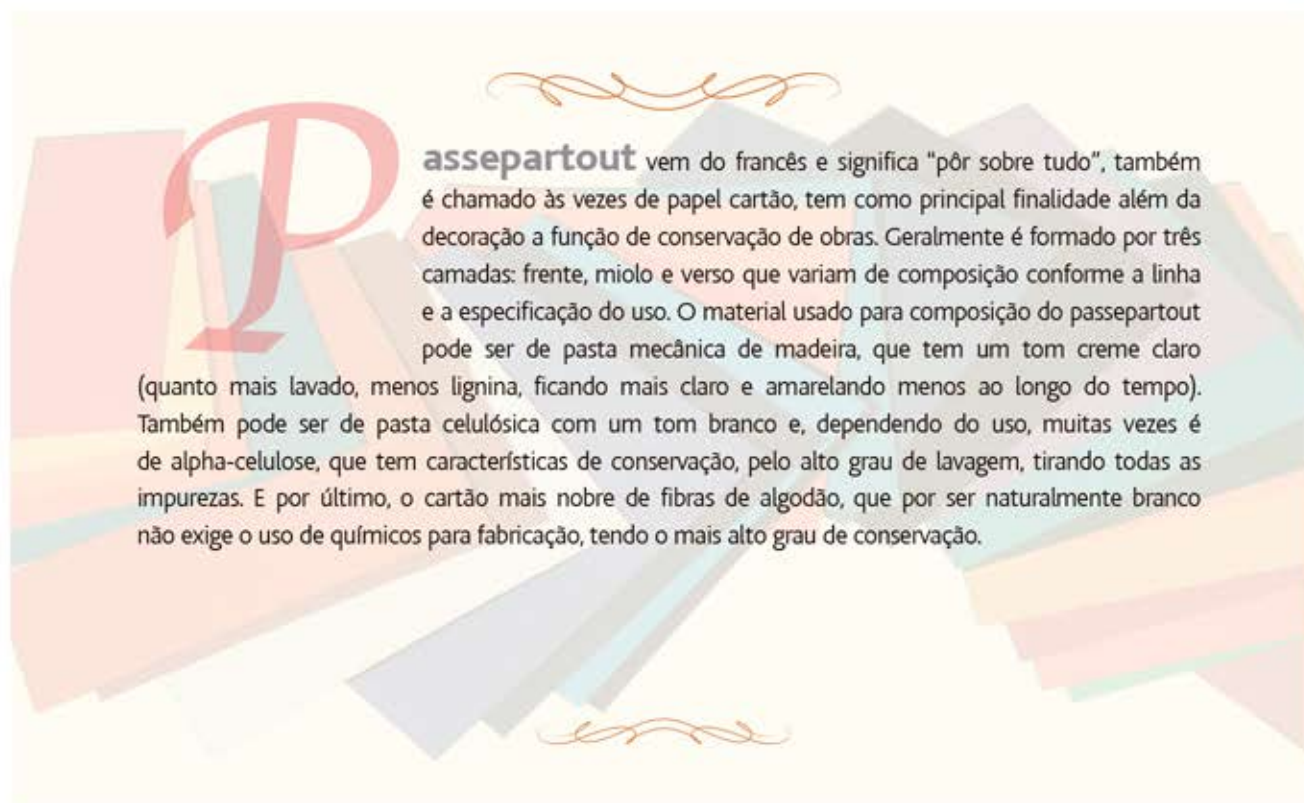 Passepartout vem do francês e significa “pôr sobre tudo”, também
é chamado às vezes de papel cartão, tem como principal finalidade além da
decoração a função de conservação de obras. Geralmente é formado por três
camadas: frente, miolo e verso que variam de composição conforme a linha
e a especificação do uso. O material usado para composição do passepartout
pode ser de pasta mecânica de madeira, que tem um tom creme claro
(quanto mais lavado, menos lignina, ficando mais claro e amarelando menos ao longo do tempo).
Também pode ser de pasta celulósica com um tom branco e, dependendo do uso, muitas vezes é
de alpha-celulose, que tem características de conservação, pelo alto grau de lavagem, tirando todas as
impurezas. E por último, o cartão mais nobre de fibras de algodão, que por ser naturalmente branco
não exige o uso de químicos para fabricação, tendo o mais alto grau de conservação.